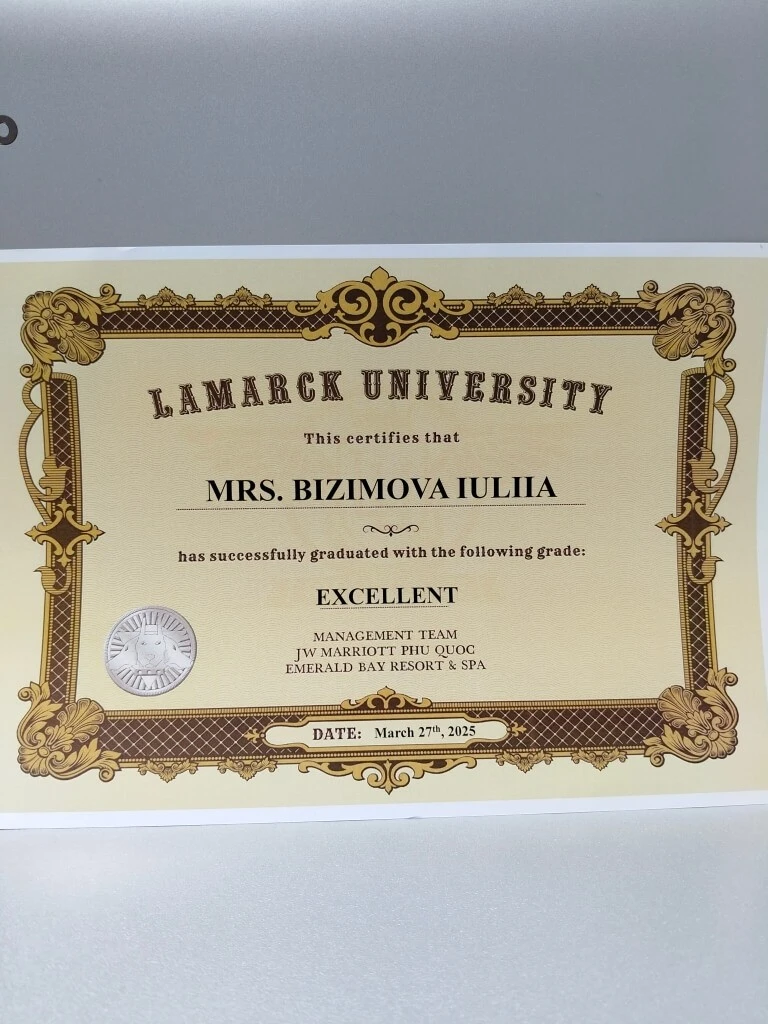 LAMARCK UNIVERSITY
This certifies that
MRS. BIZIMOVA IULIIA
has successfully graduated with the following grade:
EXCELLENT
MANAGEMENT TEAM
JW MARRIOTT PHU QUOC
EMERALD BAY RESORT & SPA
DATE: March 27th, 2025